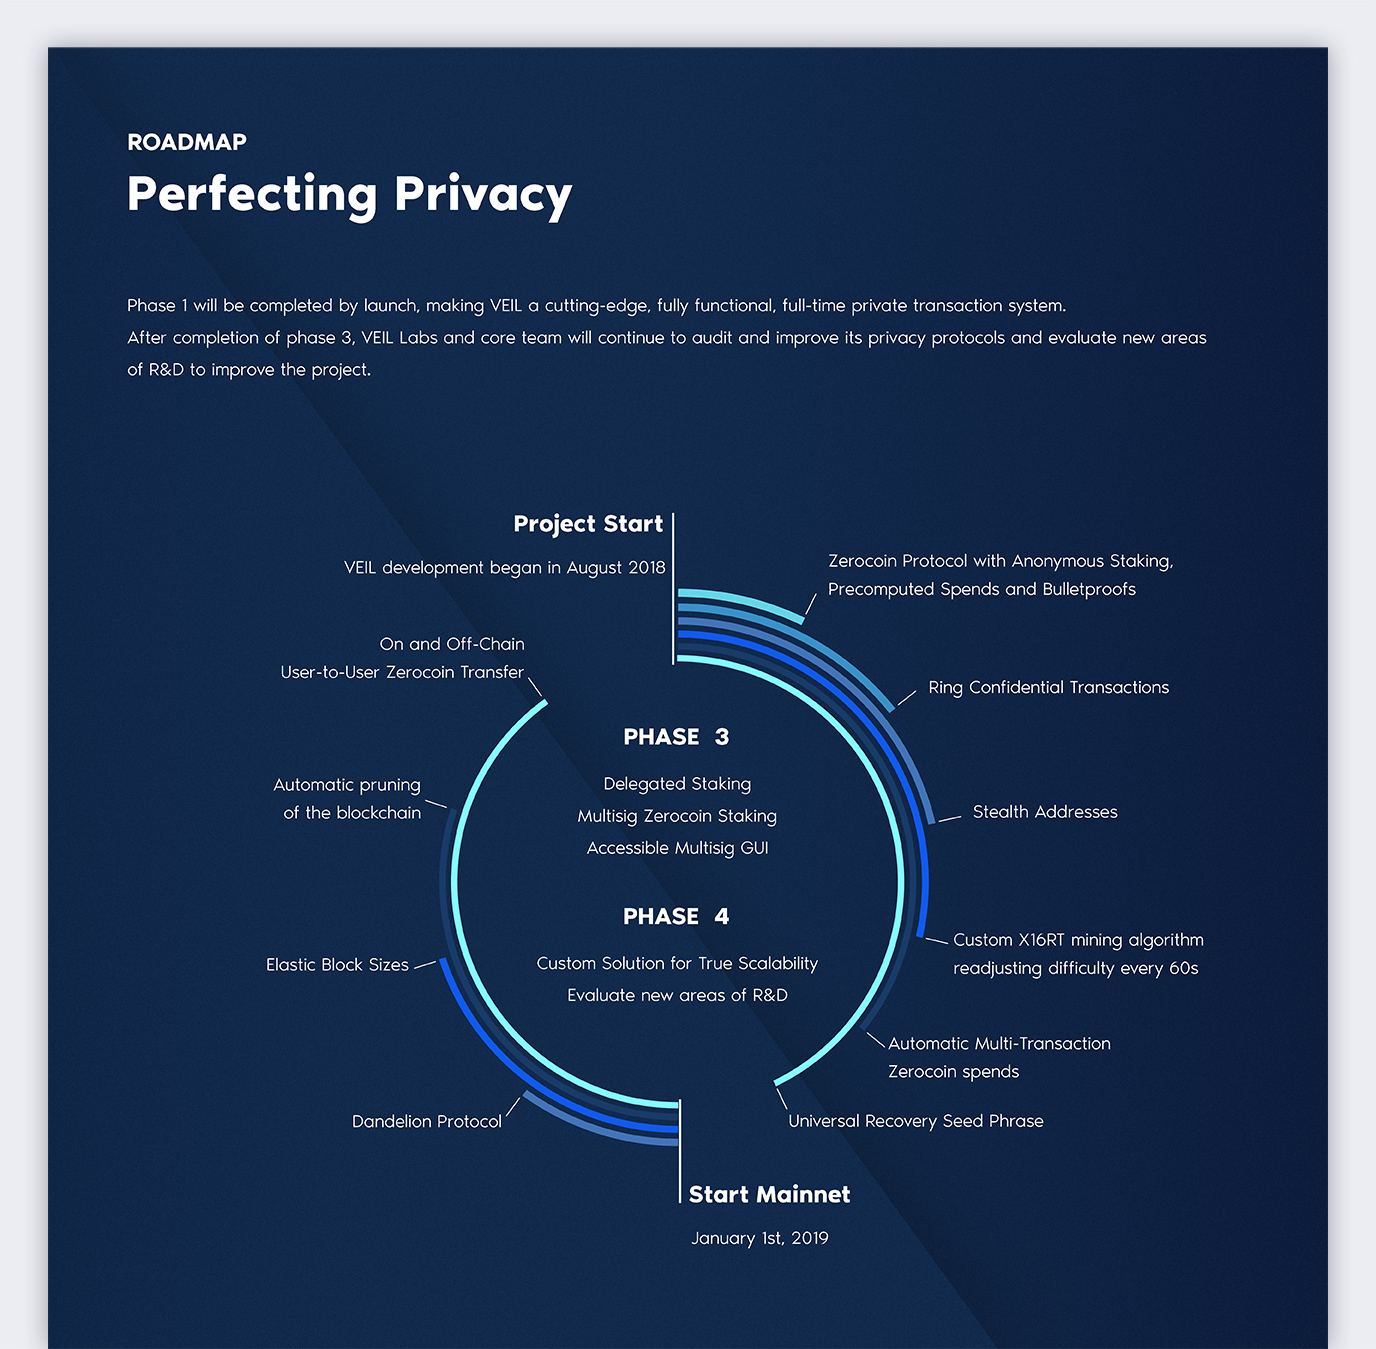 ROADMAP
Perfecting Privacy
Phase 1 will be completed by launch, making VEIL a cutting-edge, fully functional, full-time private transaction system.
After completion of phase 3, VEIL Labs and core team will continue to audit and improve its privacy protocols and evaluate new areas
of R&D to improve the project.
Project Start
VEIL development began in August 2018
Zerocoin Protocol with Anonymous Staking,
Precomputed Spends and Bulletproofs
Ring Confidential Transactions
Stealth Addresses
Custom X16RT mining algorithm
readjusting difficulty every 60s
Automatic Multi-Transaction
Zerocoin spends
Universal Recovery Seed Phrase
Start Mainnet
January 1st, 2019
Dandelion Protocol
Elastic Block Sizes
Automatic pruning
of the blockchain
On and Off-Chain
User-to-User Zerocoin Transfer
PHASE 3
Delegated Staking
Multisig Zerocoin Staking
Accessible Multisig GUI
PHASE 4
Custom Solution for True Scalability
Evaluate new areas of R&D